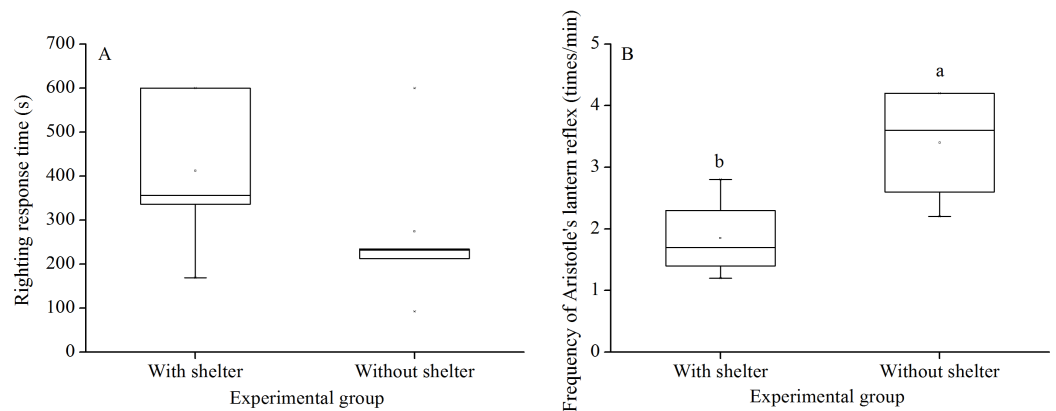 A
Righting response time (s)
700
600
500
400
300
200
100
0
With shelter
Without shelter
Experimental group
B
Frequency of Aristotle's lantern reflex (times/min)
5
4
3
2
1
0
b
a
With shelter
Without shelter
Experimental group